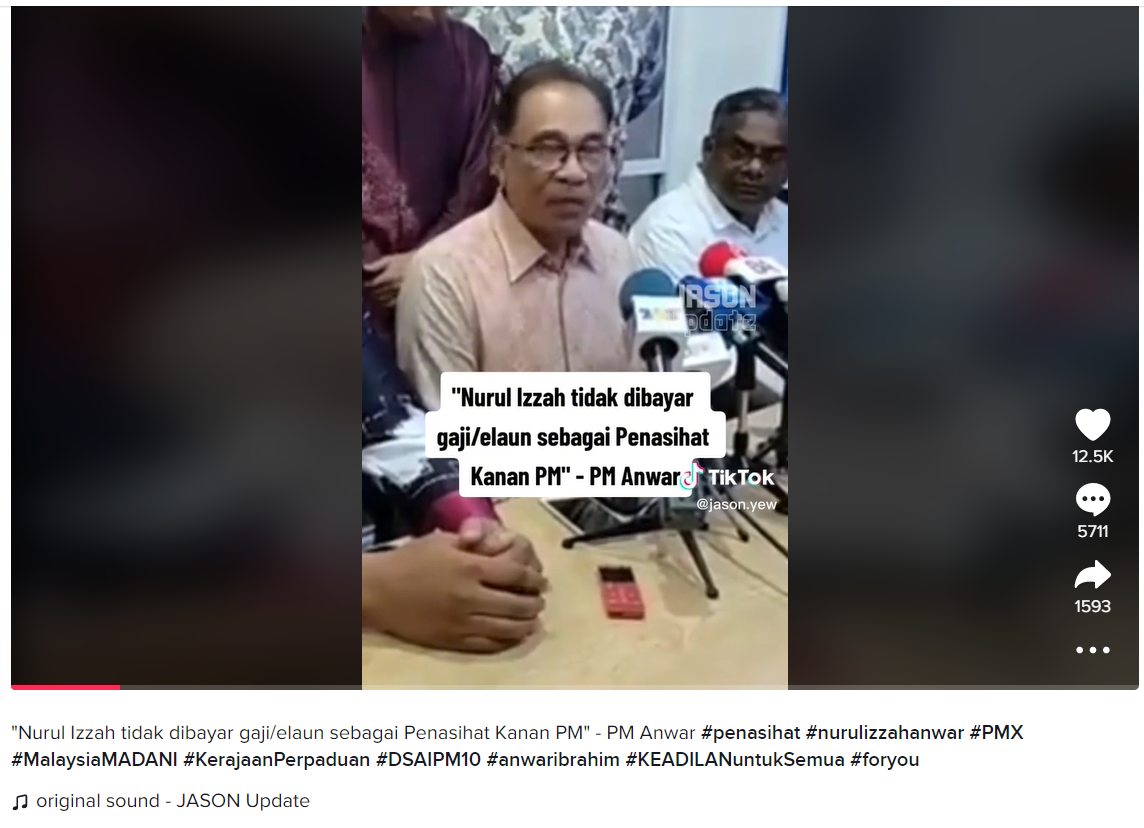 JASON
Update
"Nurul Izzah tidak dibayar
gaji/elaun sebagai Penasihat
Kanan PM" - PM Anwar
TikTok
@jason.yew
12.5K
5711
1593
"Nurul Izzah tidak dibayar gaji/elaun sebagai Penasihat Kanan PM" - PM Anwar #penasihat #nurulizzahanwar #PMX
#MalaysiaMADANI #KerajaanPerpaduan #DSAIPM10 #anwaribrahim #KEADILANuntukSemua #foryou
original sound - JASON Update